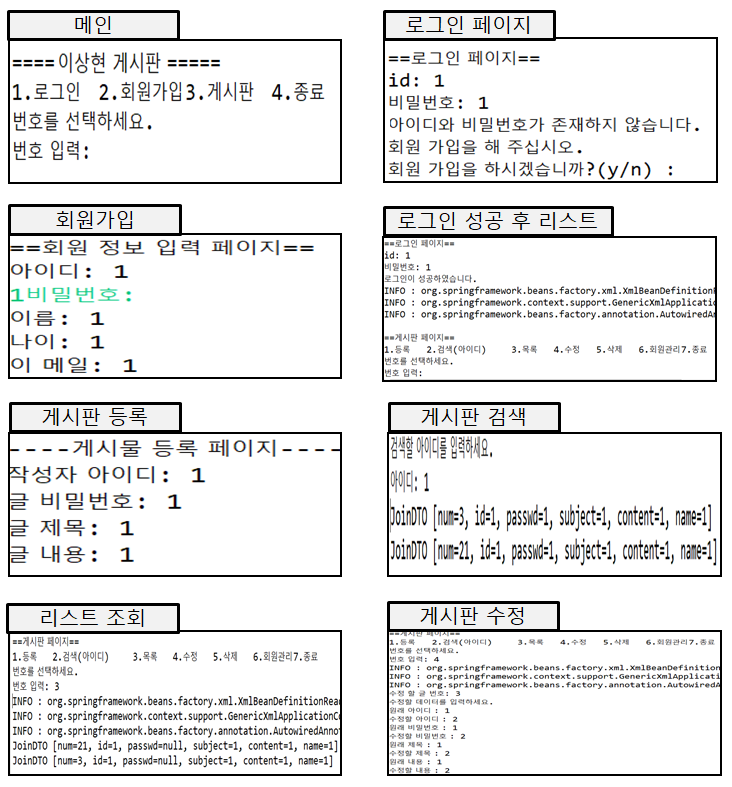 메인
==== 이상현 게시판 =====
1.로그인 2.회원가입3.게시판 4.종료
번호를 선택하세요.
번호 입력:
로그인 페이지
==로그인 페이지==
id: 1
비밀번호: 1
아이디와 비밀번호가 존재하지 않습니다.
회원 가입을 해 주십시오.
회원 가입을 하시겠습니까?(y/n) :
회원가입
==회원 정보 입력 페이지==
아이디: 1
1비밀번호:
이름: 1
나이: 1
이 메일: 1
로그인 성공 후 리스트
==로그인 페이지==
id: 1
비밀번호: 1
로그인이 성공하였습니다.
INFO : org.springframework.beans.factory.xml.XmlBeanDefinitionR
INFO : org.springframework.context.support.GenericXmlApplicatio
INFO : org.springframework.beans.factory.annotation.AutowiredAn
==게시판 페이지==
1.등록 2.검색(아이디) 3.목록 4.수정 5.삭제 6.회원관리7.종료
번호를 선택하세요.
번호 입력:
게시판 등록
----게시물 등록 페이지----
작성자 아이디: 1
글 비밀번호: 1
글 제목: 1
글 내용: 1
게시판 검색
검색할 아이디를 입력하세요.
아이디: 1
JoinDTO [num=3, id=1, passwd=1, subject=1, content=1, name=1]
JoinDTO [num=21, id=1, passwd=1, subject=1, content=1, name=1]
리스트 조회
==게시판 페이지==
1.등록 2.검색(아이디) 3.목록 4.수정 5.삭제 6.회원관리7.종료
번호를 선택하세요.
번호 입력: 3
INFO : org.springframework.beans.factory.xml.XmlBeanDefinitionRea
INFO : org.springframework.context.support.GenericXmlApplicationCo
INFO : org.springframework.beans.factory.annotation.AutowiredAnnot
JoinDTO [num=21, id=1, passwd=null, subject=1, content=1, name=1]
JoinDTO [num=3, id=1, passwd=null, subject=1, content=1, name=1]
게시판 수정
==게시판 페이지==
1.등록 2.검색(아이디) 3.목록 4.수정 5.삭제 6.회원관리7.종료
번호를 선택하세요.
번호 입력: 4
INFO : org.springframework.beans.factory.xml.XmlBeanDefinition
INFO : org.springframework.context.support.GenericXmlApplicati
INFO : org.springframework.beans.factory.annotation.AutowiredA
수정 할 글 번호: 3
수정할 데이터를 입력하세요.
원래 아이디 : 1
수정할 아이디 : 2
원래 비밀번호 : 1
수정할 비밀번호 : 2
원래 제목 : 1
수정할 제목 : 2
원래 내용 : 1
수정할 내용 : 2